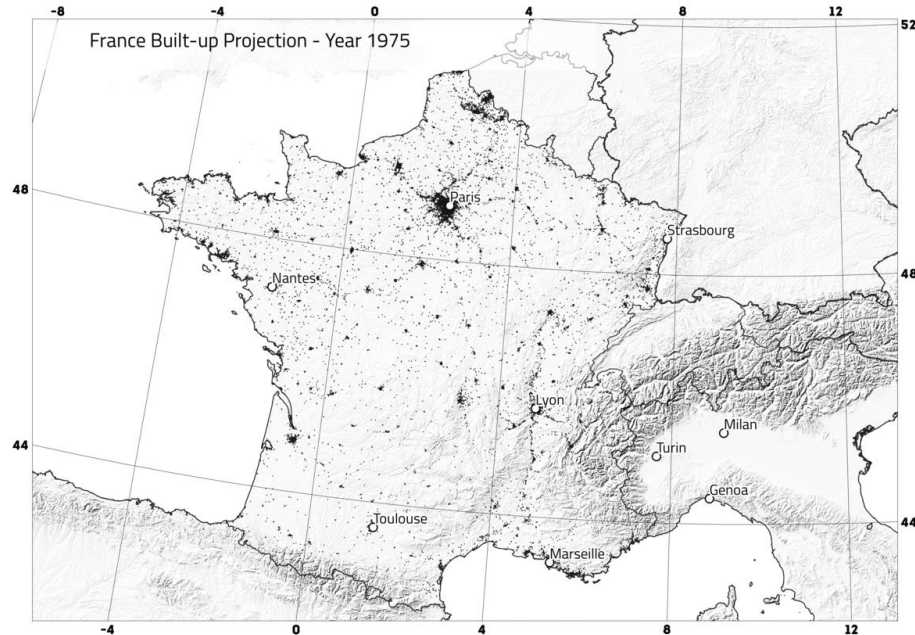 -8
-4
0
4
8
12
52
France Built-up Projection - Year 1975
48
Paris
Strasbourg
Nantes
48
Lyon
Milan
44
Turin
Genoa
Toulouse
44
Marseille
-4
0
4
8
12